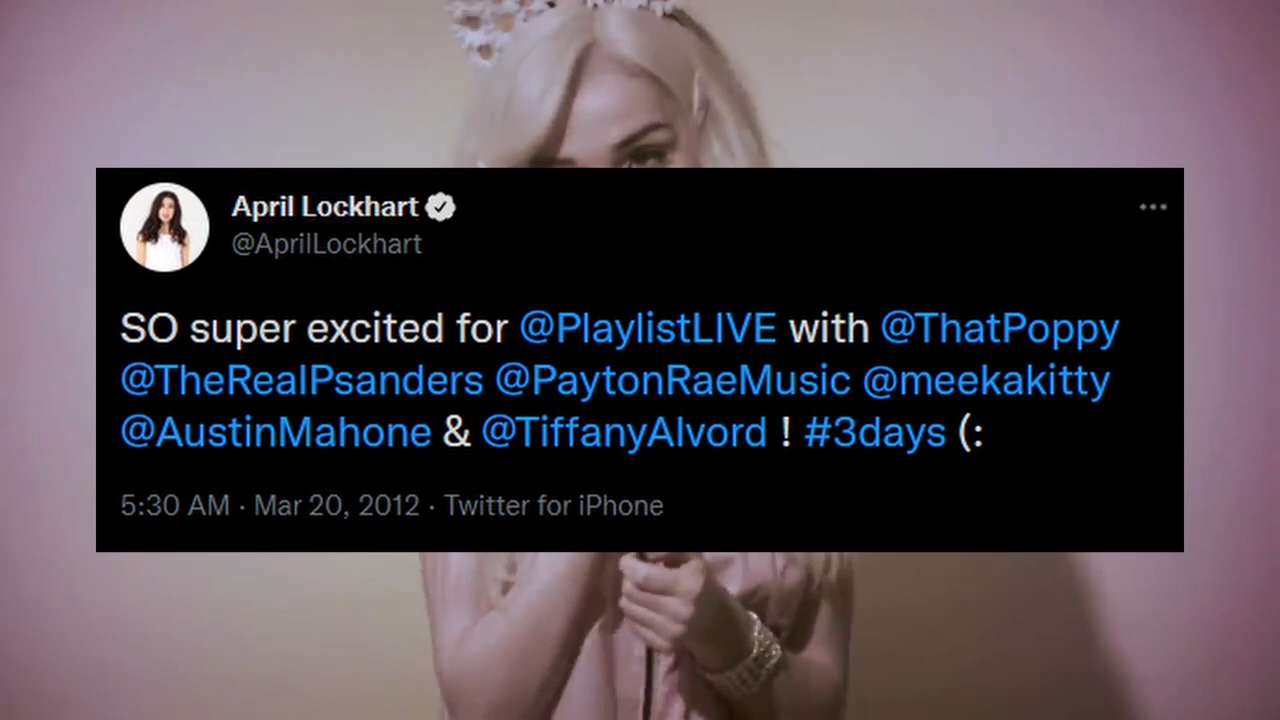 April Lockhart
@AprilLockhart
SO super excited for @PlaylistLIVE with @ThatPoppy
@TheRealPsanders @PaytonRaeMusic @meekakitty
@AustinMahone & @TiffanyAlvord ! #3days (:
5:30 AM · Mar 20, 2012 · Twitter for iPhone